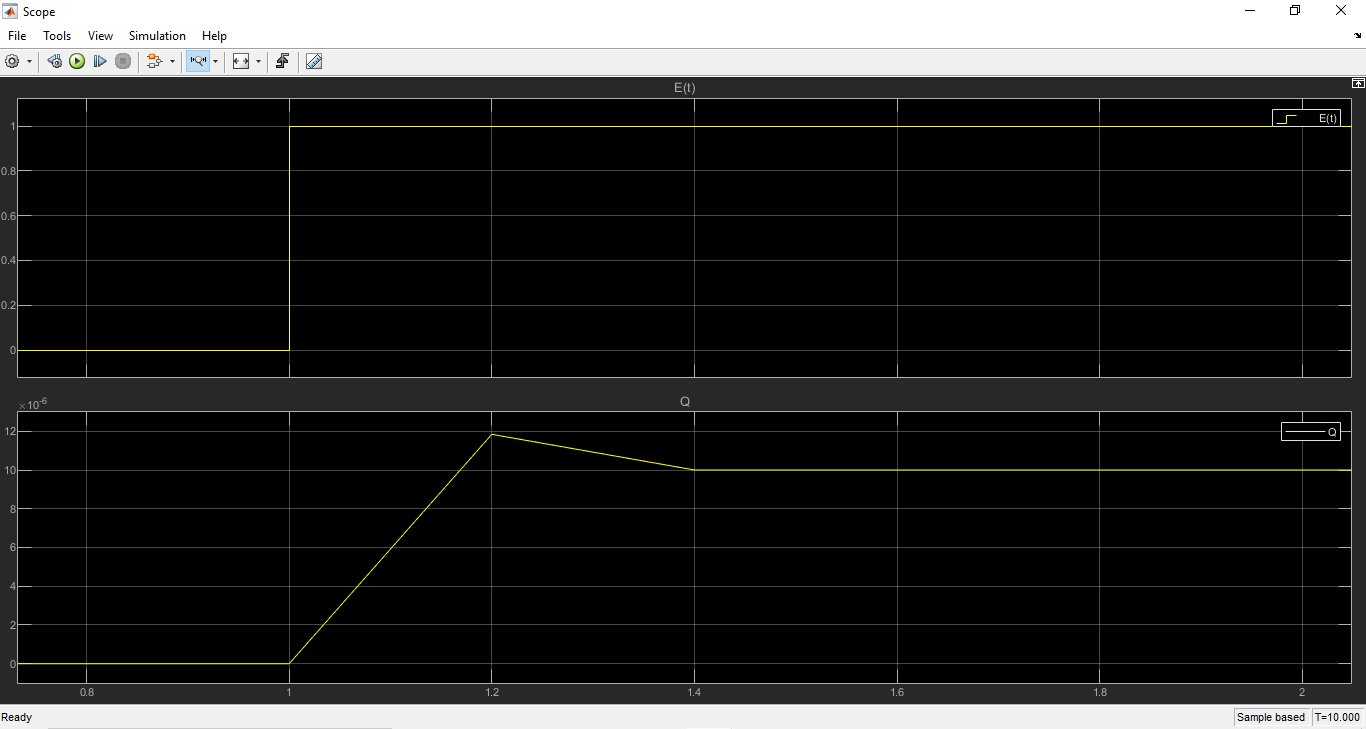 Scope
File Tools View Simulation Help
E(t)
E(t)
1
0.8
0.6
0.4
0.2
0
×10-6
Q
Q
12
10
8
6
4
2
0
0.8 1 1.2 1.4 1.6 1.8 2
Ready Sample based T=10.000